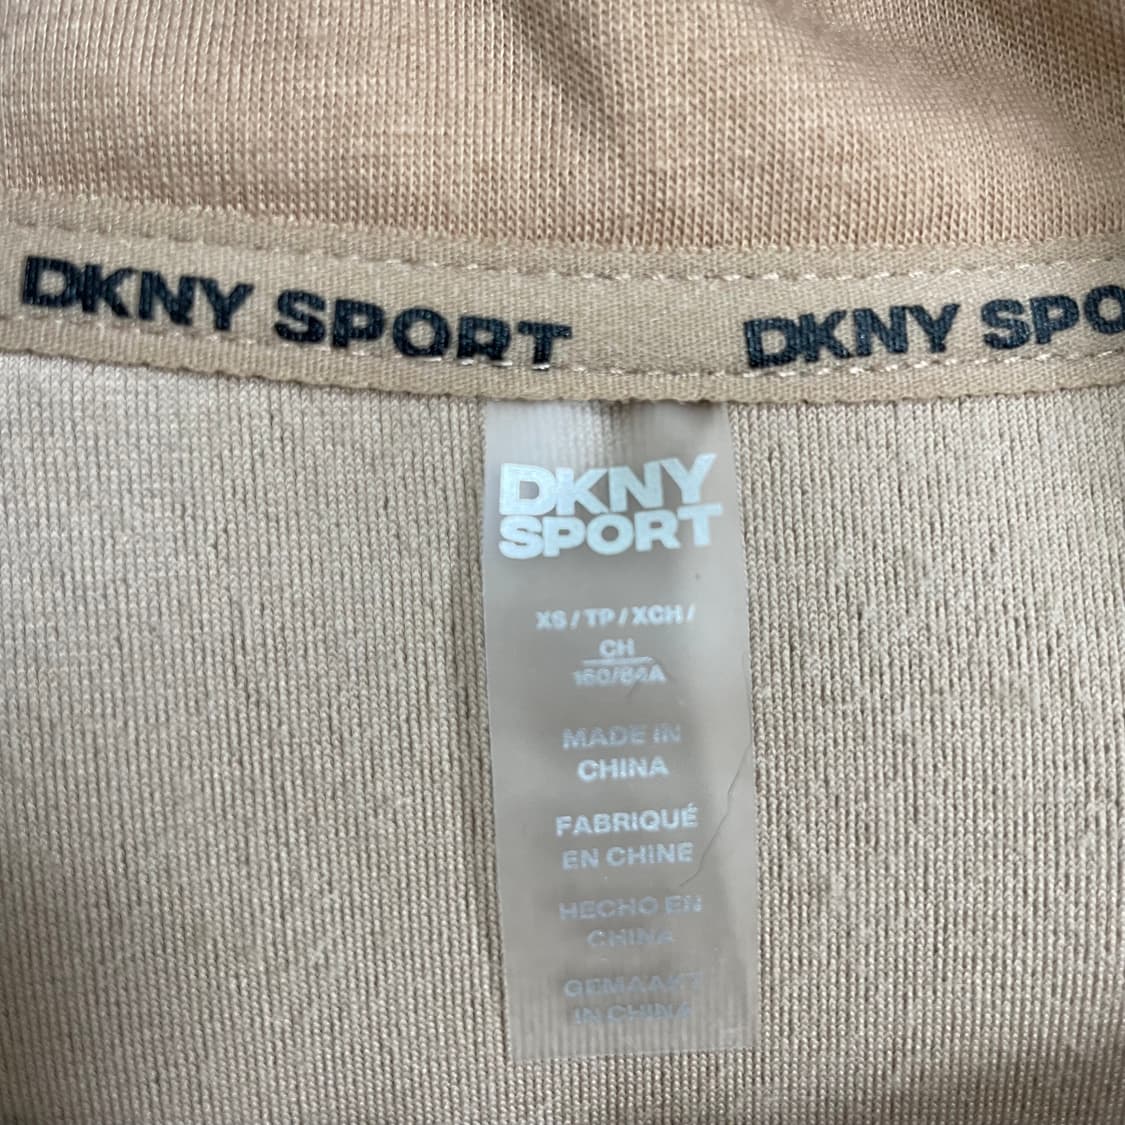 DKNY SPORT DKNY SPO
DKNY
SPORT
XS / TP / XCH /
CH
160/84A
MADE IN
CHINA
FABRIQUÉ
EN CHINE
HECHO EN
CHINA
GEMAAKT
IN CHINA